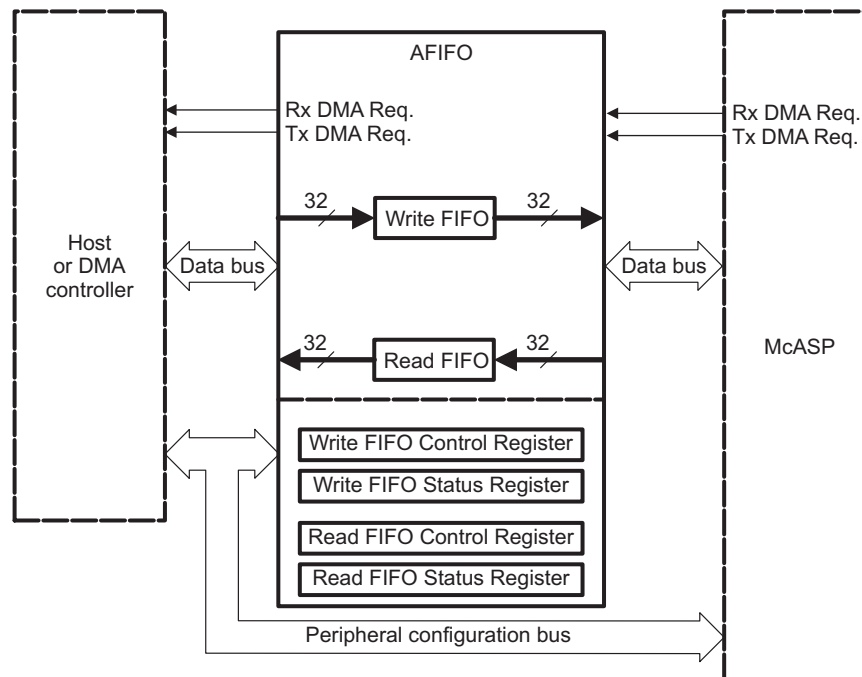 AFIFO
Rx DMA Req.
Tx DMA Req.
Rx DMA Req.
Tx DMA Req.
32
Write FIFO
32
Host
or DMA
controller
Data bus
Data bus
32
Read FIFO
32
McASP
Write FIFO Control Register
Write FIFO Status Register
Read FIFO Control Register
Read FIFO Status Register
Peripheral configuration bus